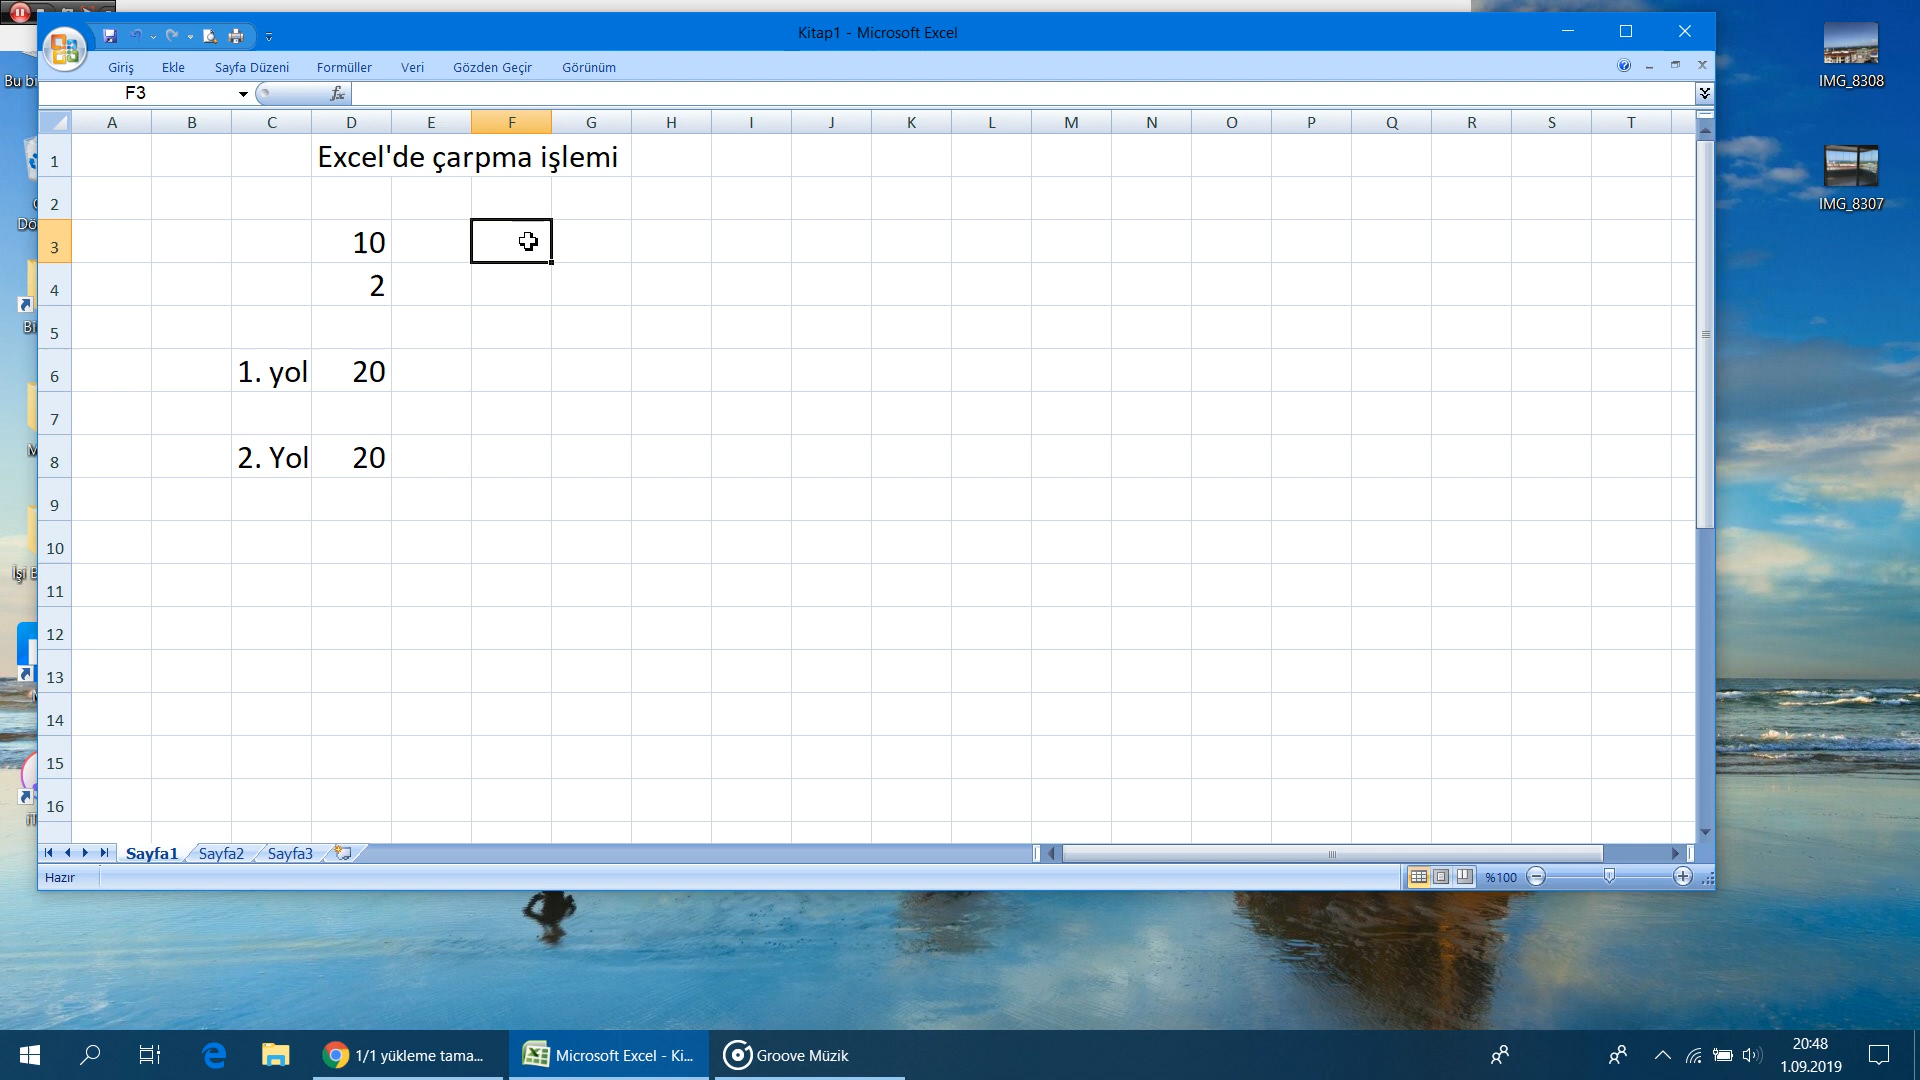 Kitap1 - Microsoft Excel
Giriş Ekle Sayfa Düzeni Formüller Veri Gözden Geçir Görünüm
F3 fx
A B C D E F G H I J K L M N O P Q R S T
1 Excel'de çarpma işlemi
2
3 10
4 2
5
6 1. yol 20
7
8 2. Yol 20
9
10
11
12
13
14
15
16
Sayfa1 Sayfa2 Sayfa3
Hazır %100
Bu bi
IMG_8308
IMG_8307
1/1 yükleme tama...
Microsoft Excel - Ki...
Groove Müzik
20:48
1.09.2019